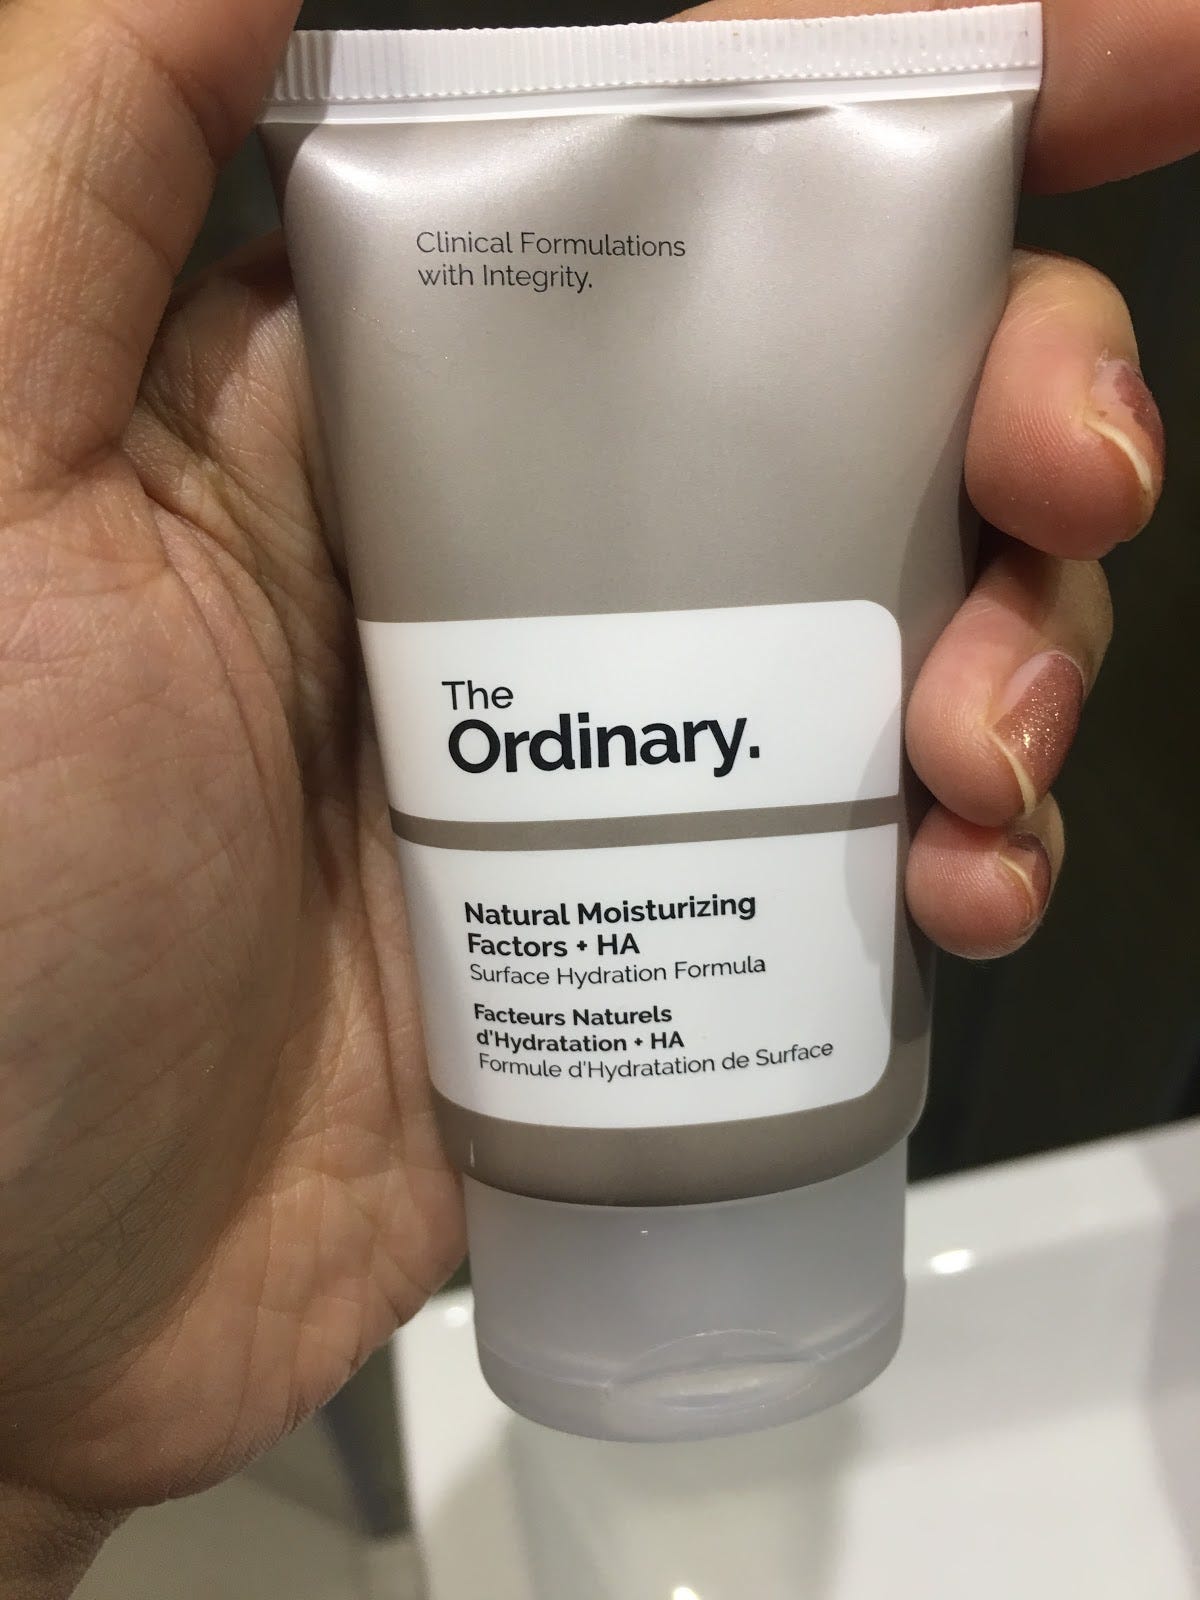 Clinical Formulations
with Integrity.
The
Ordinary.
Natural Moisturizing
Factors + HA
Surface Hydration Formula
Facteurs Naturels
d'Hydratation + HA
Formule d'Hydratation de Surface